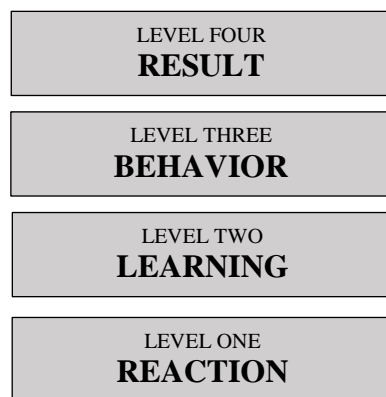 LEVEL FOUR
RESULT
LEVEL THREE
BEHAVIOR
LEVEL TWO
LEARNING
LEVEL ONE
REACTION